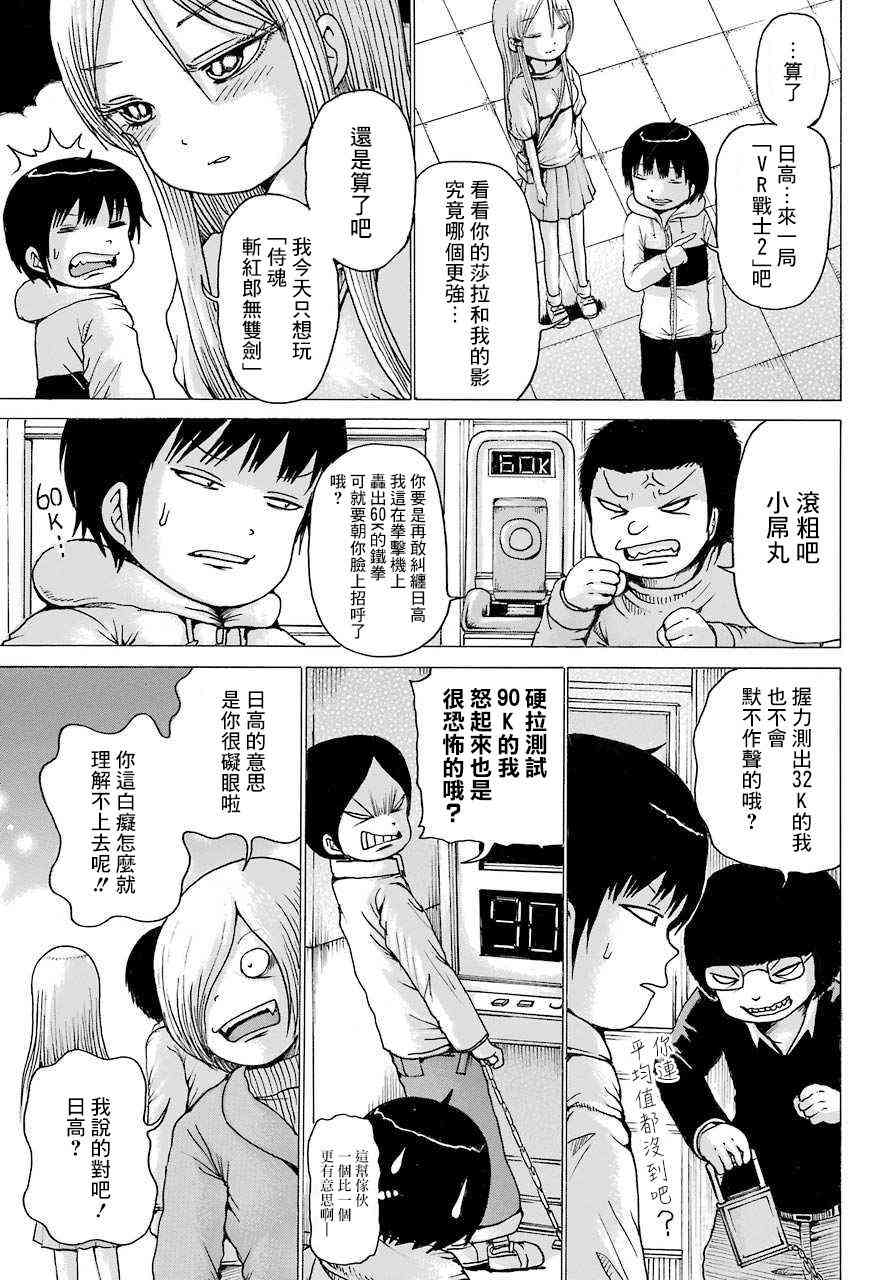 …算了
日高…來一局
「VR戰士2」吧
看看你的莎拉和我的影
究竟哪個更強…
還是算了吧
我今天只想玩
「侍魂
斬紅郎無雙劍」
滾粗吧
小屌丸
60K
你要是再敢糾纏日高
我這在拳擊機上
轟出60K的鐵拳
可就要朝你臉上招呼了
哦？
60
K…
握力測出32K的我
也不會
默不作聲的哦？
你連
平均值都沒到吧？
硬拉測試
90K的我
怒起來也是
很恐怖的哦？
90
這幫傢伙
一個比一個
更有意思啊—
日高的意思
是你很礙眼啦
你這白癡怎麼就
理解不上去呢!!
我說的對吧！
日高？